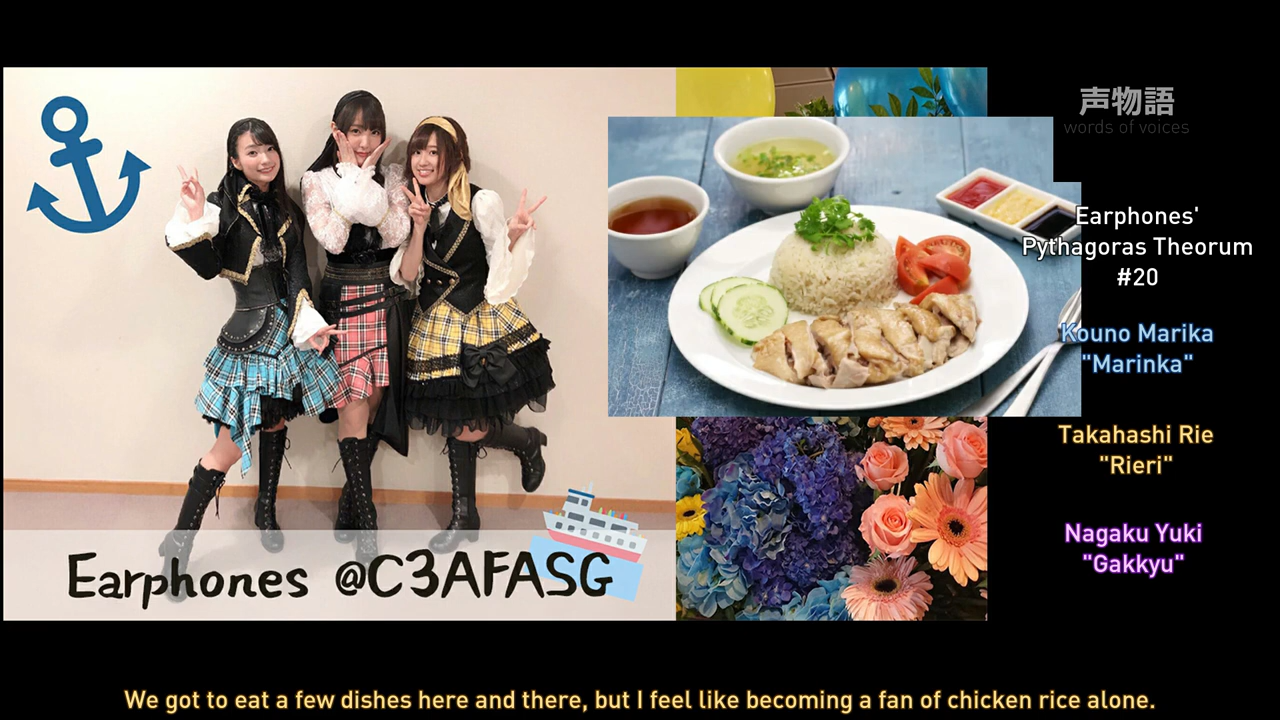 声物語
words of voices
Earphones'
Pythagoras Theorum
#20
Kouno Marika
"Marinka"
Takahashi Rie
"Rieri"
Nagaku Yuki
"Gakkyu"
Earphones @C3AFASG
We got to eat a few dishes here and there, but I feel like becoming a fan of chicken rice alone.